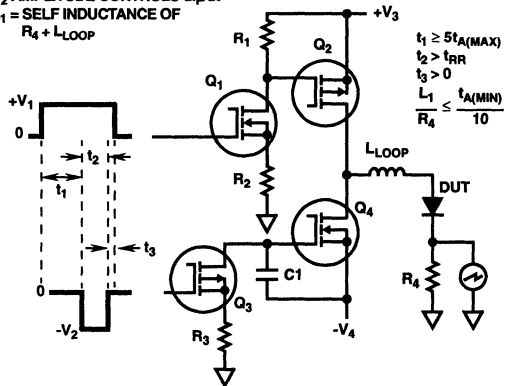 1 = SELF INDUCTANCE OF
R4 + LLOOP
+V3
R1
Q2
t1 ≥ 5tA(MAX)
t2 > tRR
t3 > 0
L1/R4 ≤ tA(MIN)/10
+V1
0
Q1
t2
t1
R2
LLOOP
DUT
Q4
t3
C1
R4
0
-V2
Q3
R3
-V4